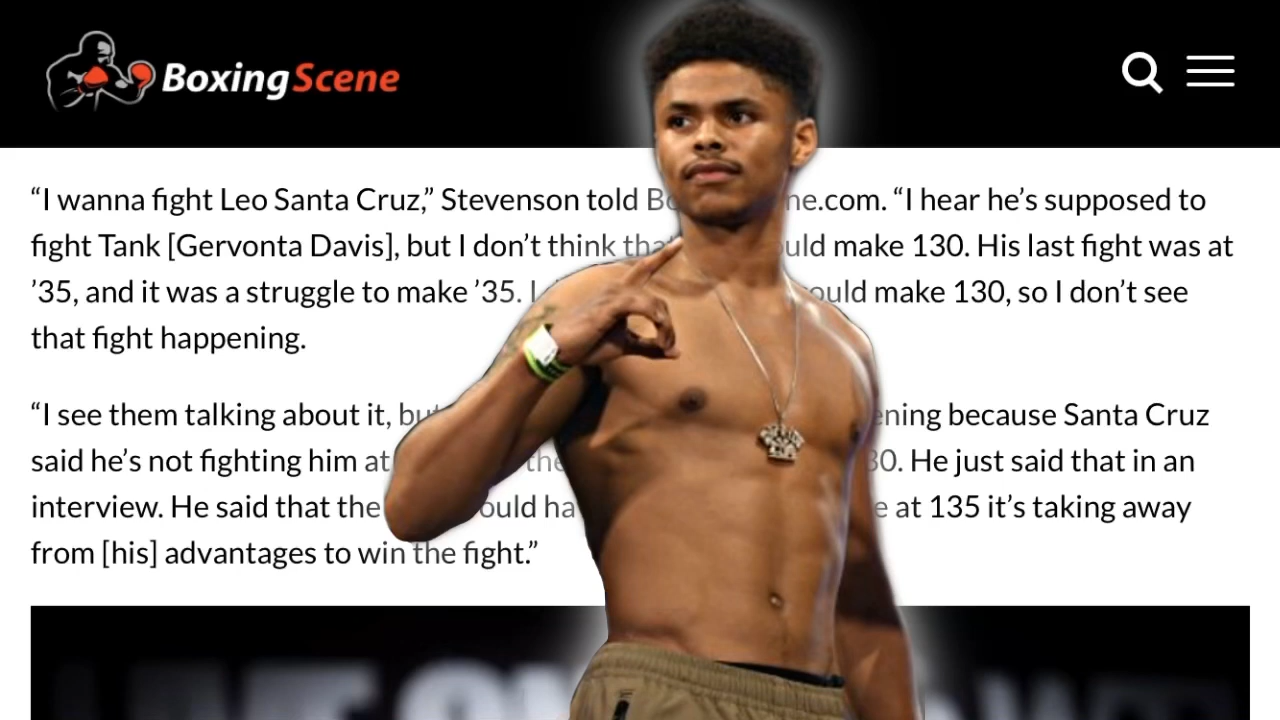 BoxingScene
“I wanna fight Leo Santa Cruz,” Stevenson told Bo ne.com. “I hear he’s supposed to
fight Tank [Gervonta Davis], but I don’t think that ould make 130. His last fight was at
’35, and it was a struggle to make ’35. I ould make 130, so I don’t see
that fight happening.
“I see them talking about it, but ening because Santa Cruz
said he’s not fighting him at the 30. He just said that in an
interview. He said that the ould ha e at 135 it’s taking away
from [his] advantages to win the fight.”